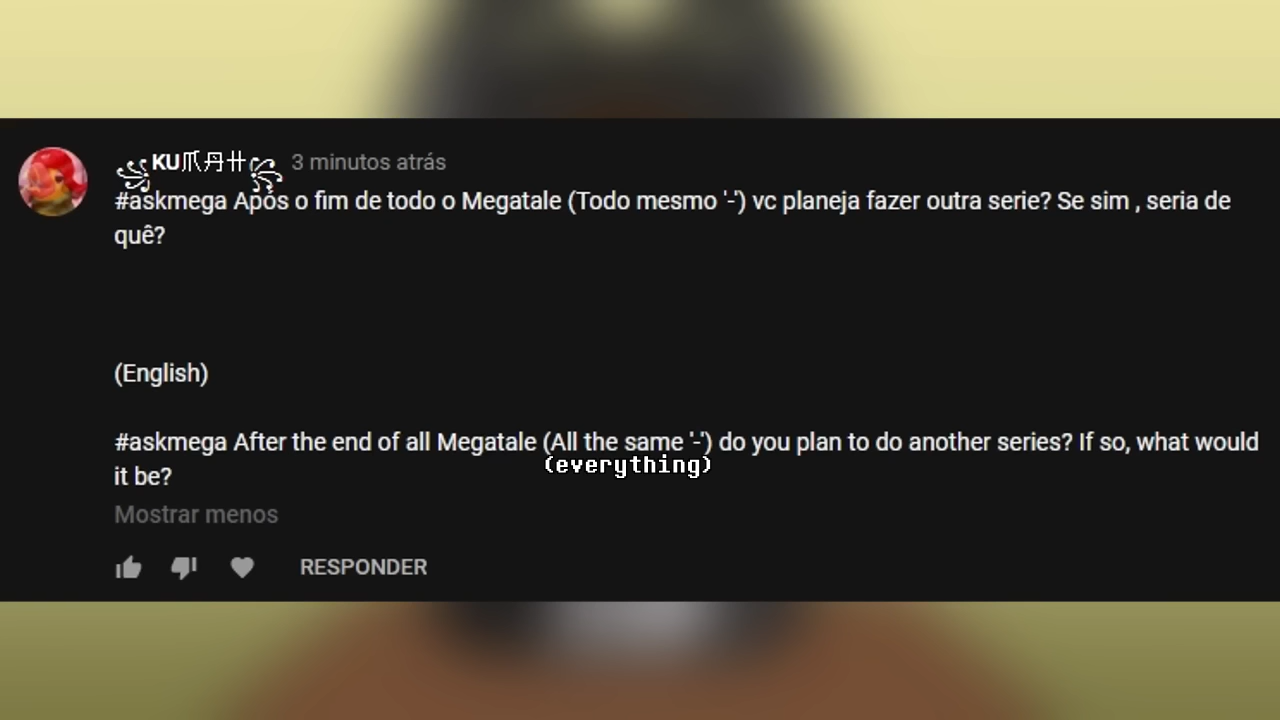 ꧁KU爪丹卄꧂ 3 minutos atrás
#askmega Após o fim de todo o Megatale (Todo mesmo '-') vc planeja fazer outra serie? Se sim , seria de
quê?
(English)
#askmega After the end of all Megatale (All the same '-') do you plan to do another series? If so, what would
(everything)
it be?
Mostrar menos
RESPONDER